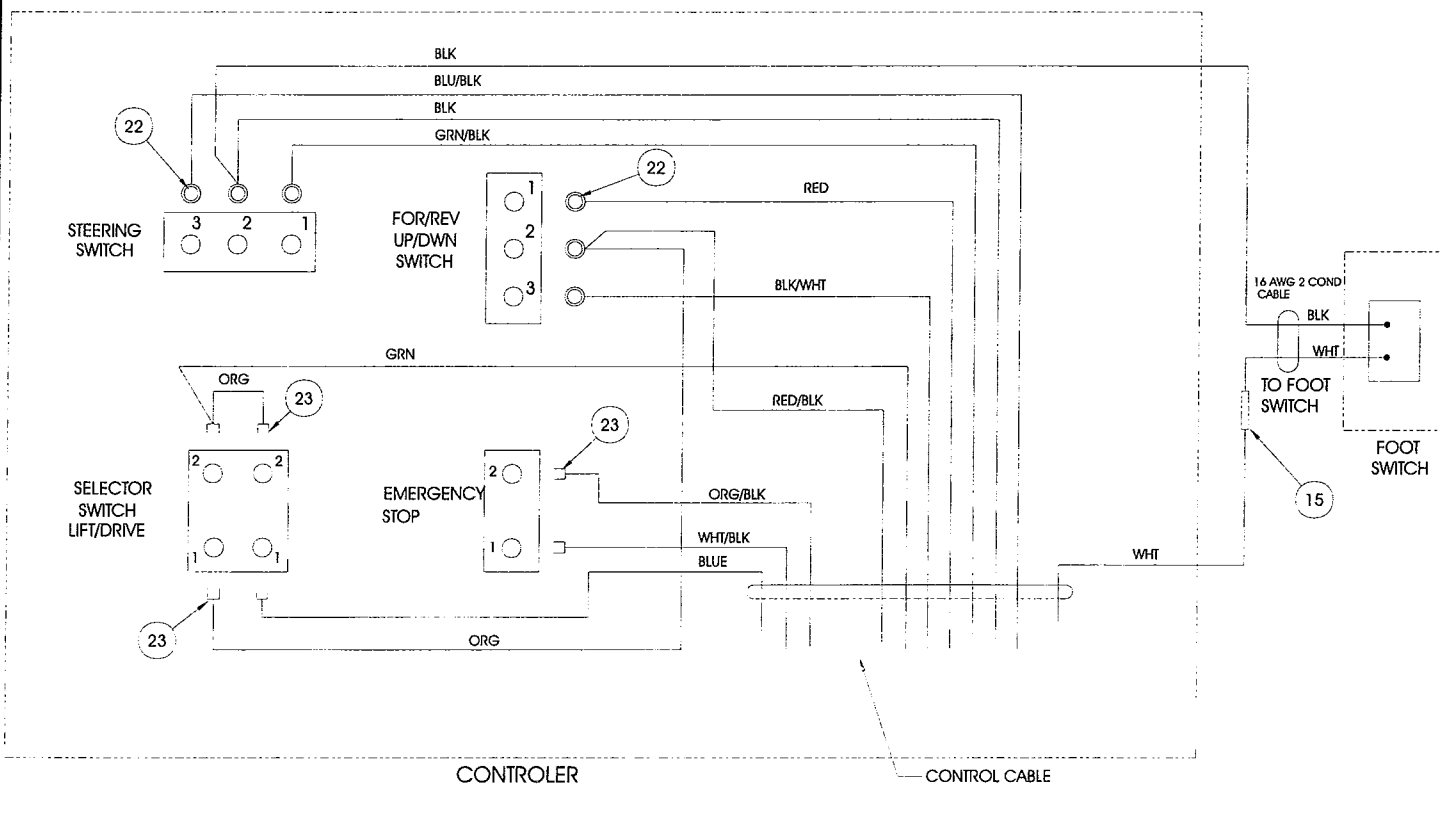 BLK
BLU/BLK
BLK
GRN/BLK
22
22
RED
STEERING
SWITCH
3 2 1
FOR/REV
UP/DWN
SWITCH
1
2
3
BLK/WHT
16 AWG 2 COND
CABLE
BLK
WHT
TO FOOT
SWITCH
FOOT
SWITCH
15
GRN
ORG
23
RED/BLK
23
SELECTOR
SWITCH
LIFT/DRIVE
2 2
1 1
EMERGENCY
STOP
2
1
ORG/BLK
WHT/BLK
BLUE
WHT
23
ORG
CONTROLER
CONTROL CABLE